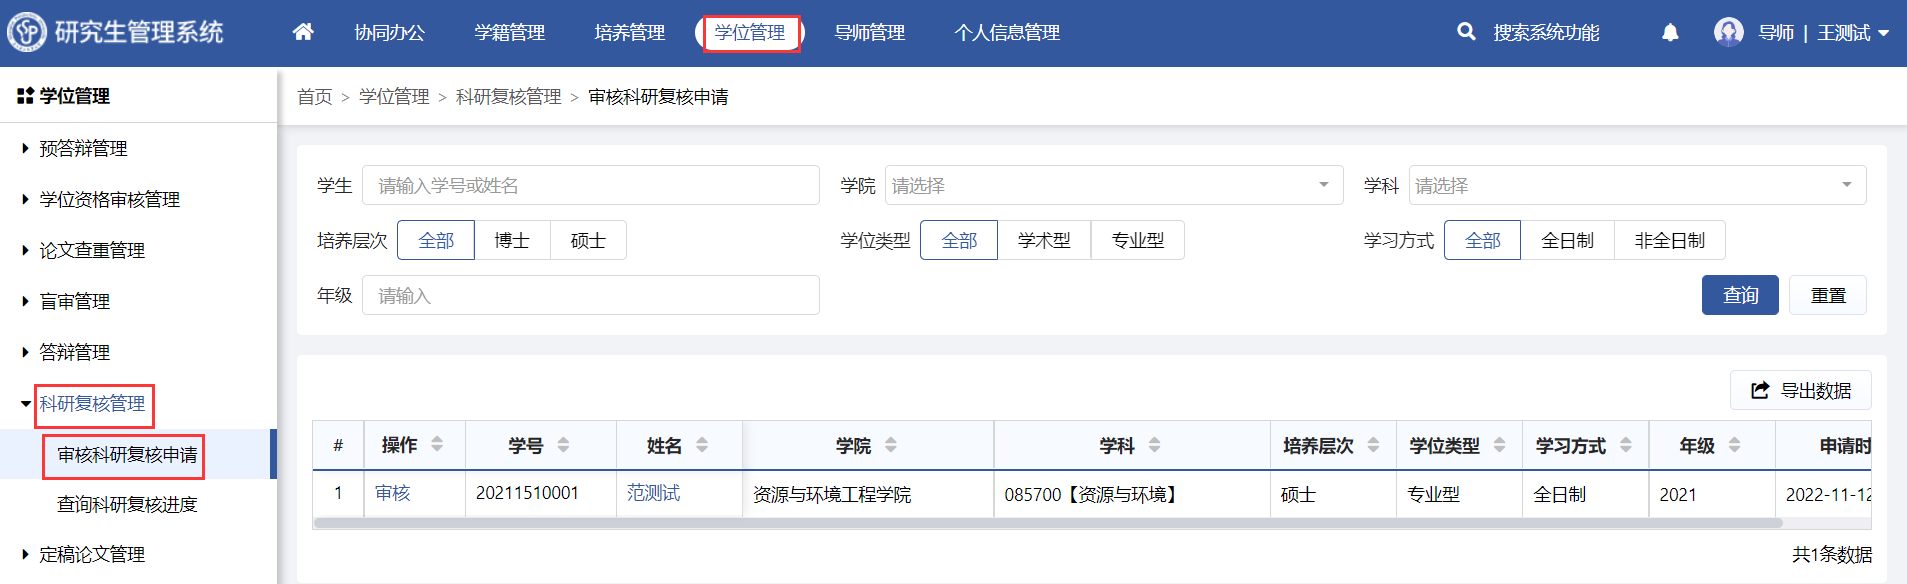 研究生管理系统
协同办公 学籍管理 培养管理 学位管理 导师管理 个人信息管理 搜索系统功能 导师 | 王测试
学位管理
预答辩管理
学位资格审核管理
论文查重管理
盲审管理
答辩管理
科研复核管理
审核科研复核申请
查询科研复核进度
定稿论文管理
首页 > 学位管理 > 科研复核管理 > 审核科研复核申请
学生 请输入学号或姓名 学院 请选择 学科 请选择
培养层次 全部 博士 硕士 学位类型 全部 学术型 专业型 学习方式 全部 全日制 非全日制
年级 请输入 查询 重置
导出数据
# 操作 学号 姓名 学院 学科 培养层次 学位类型 学习方式 年级 申请时
1 审核 20211510001 范测试 资源与环境工程学院 085700【资源与环境】 硕士 专业型 全日制 2021 2022-11-12
共1条数据